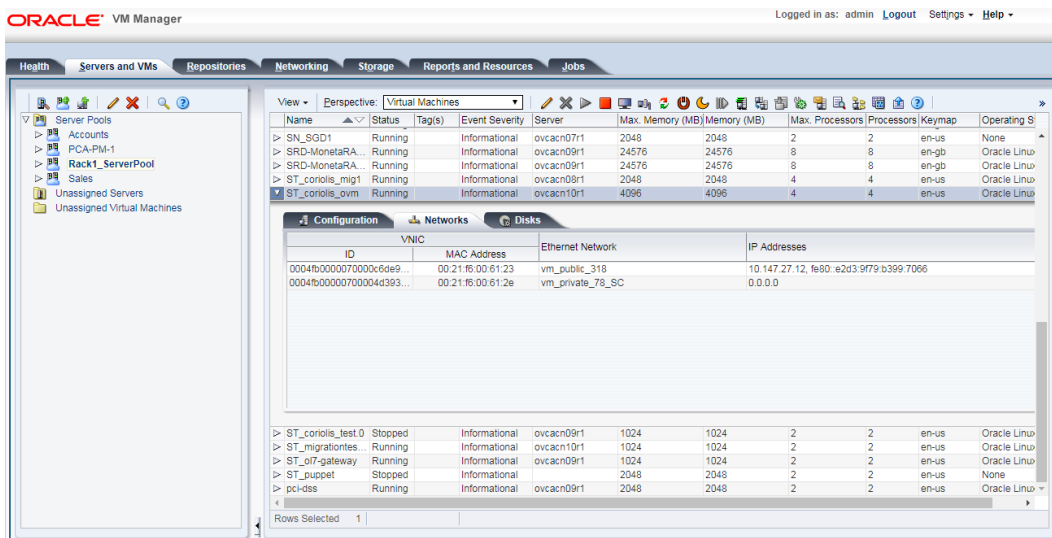 ORACLE® VM Manager
Logged in as: admin Logout Settings Help
Health Servers and VMs Repositories Networking Storage Reports and Resources Jobs
View Perspective: Virtual Machines »
Server Pools
Accounts
PCA-PM-1
Rack1_ServerPool
Sales
Unassigned Servers
Unassigned Virtual Machines
Name Status Tag(s) Event Severity Server Max. Memory (MB) Memory (MB) Max. Processors Processors Keymap Operating S
SN_SGD1 Running Informational ovcacn07r1 2048 2048 2 2 en-us None
SRD-MonetaRA... Running Informational ovcacn09r1 24576 24576 8 8 en-gb Oracle Linux
SRD-MonetaRA... Running Informational ovcacn09r1 24576 24576 8 8 en-gb Oracle Linux
ST_coriolis_mig1 Running Informational ovcacn08r1 2048 2048 4 4 en-us Oracle Linux
ST_coriolis_ovm Running Informational ovcacn10r1 4096 4096 4 4 en-us Oracle Linux
Configuration Networks Disks
VNIC
ID MAC Address Ethernet Network IP Addresses
0004fb0000070000c6de9... 00:21:f6:00:61:23 vm_public_318 10.147.27.12, fe80::e2d3:9f79:b399:7066
0004fb00000700004d393... 00:21:f6:00:61:2e vm_private_78_SC 0.0.0.0
ST_coriolis_test.0 Stopped Informational ovcacn09r1 1024 1024 2 2 en-us Oracle Linux
ST_migrationtes... Running Informational ovcacn10r1 1024 1024 2 2 en-us Oracle Linux
ST_ol7-gateway Running Informational ovcacn09r1 1024 1024 2 2 en-us Oracle Linux
ST_puppet Stopped Informational 2048 2048 2 2 en-us None
pci-dss Running Informational ovcacn09r1 2048 2048 2 2 en-us Oracle Linux
Rows Selected 1